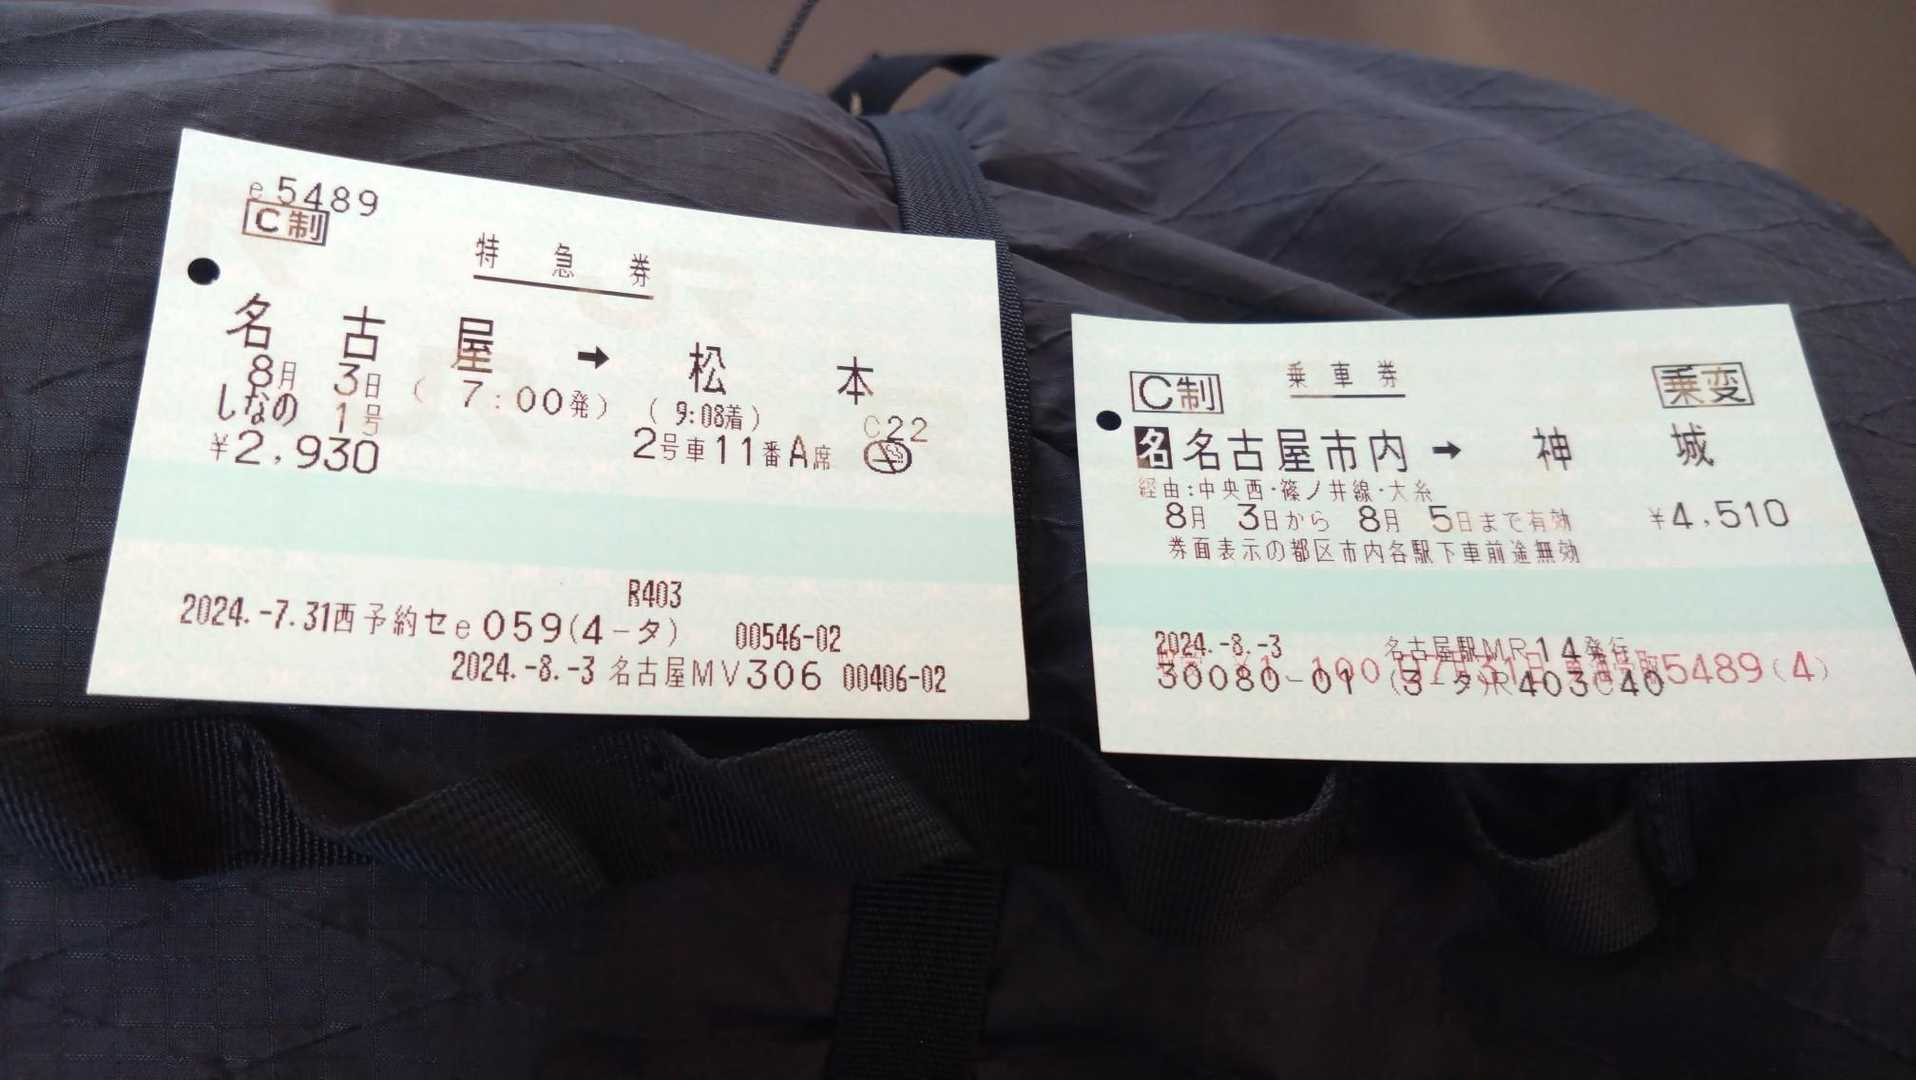 e5489
C制
特急券
名古屋 → 松本
8月 3日 ( 7:00発) (9:08着)
しなの 1号 C22
¥2,930 2号車11番A席
R403
2024.-7.31西予約セe059(4-タ) 00546-02
2024.-8.-3 名古屋MV306 00406-02
C制 乗車券 乗変
名 名古屋市内 → 神城
経由:中央西・篠ノ井線・大糸
8月 3日から 8月 5日まで有効 ¥4,510
券面表示の都区市内各駅下車前途無効
2024.-8.-3 名古屋駅MR14発行
5489(4)
30080-01 (3-タ)R403C40